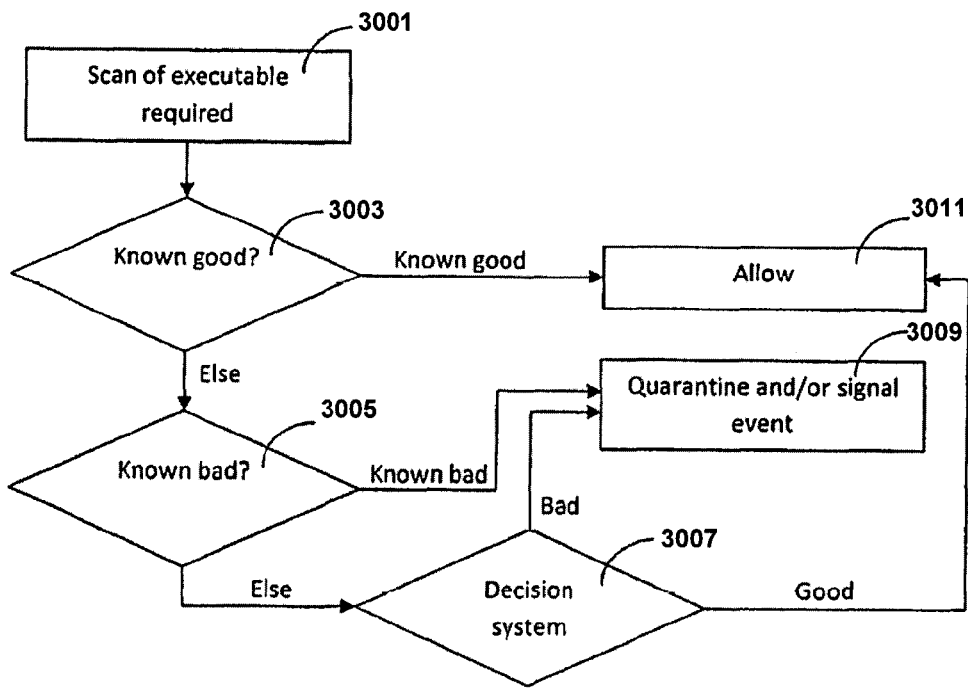 3001
Scan of executable
required
3003
Known good?
Known good
3011
Allow
Else
3009
Quarantine and/or signal
event
3005
Known bad?
Known bad
Bad
3007
Else
Decision
system
Good